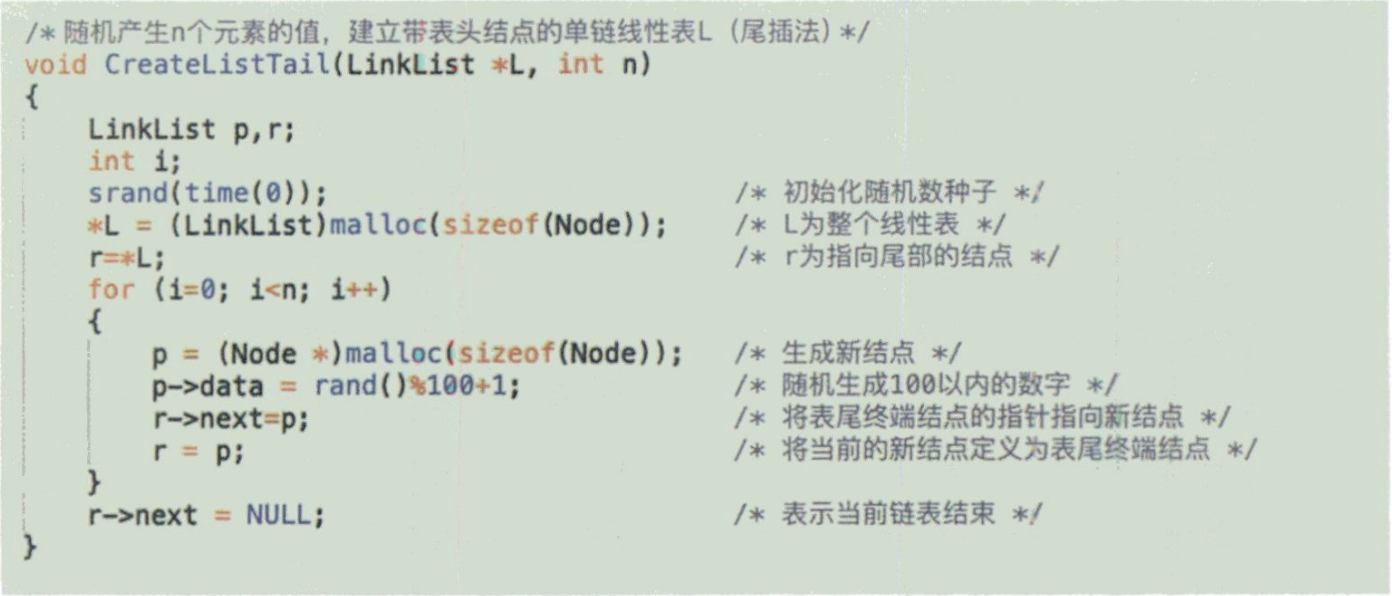 /* 随机产生n个元素的值，建立带表头结点的单链线性表L（尾插法）*/
void CreateListTail(LinkList *L, int n)
{
    LinkList p,r;
    int i;
    srand(time(0));                          /* 初始化随机数种子 */
    *L = (LinkList)malloc(sizeof(Node));     /* L为整个线性表 */
    r=*L;                                    /* r为指向尾部的结点 */
    for (i=0; i<n; i++)
    {
        p = (Node *)malloc(sizeof(Node));    /* 生成新结点 */
        p->data = rand()%100+1;              /* 随机生成100以内的数字 */
        r->next=p;                           /* 将表尾终端结点的指针指向新结点 */
        r = p;                               /* 将当前的新结点定义为表尾终端结点 */
    }
    r->next = NULL;                          /* 表示当前链表结束 */
}